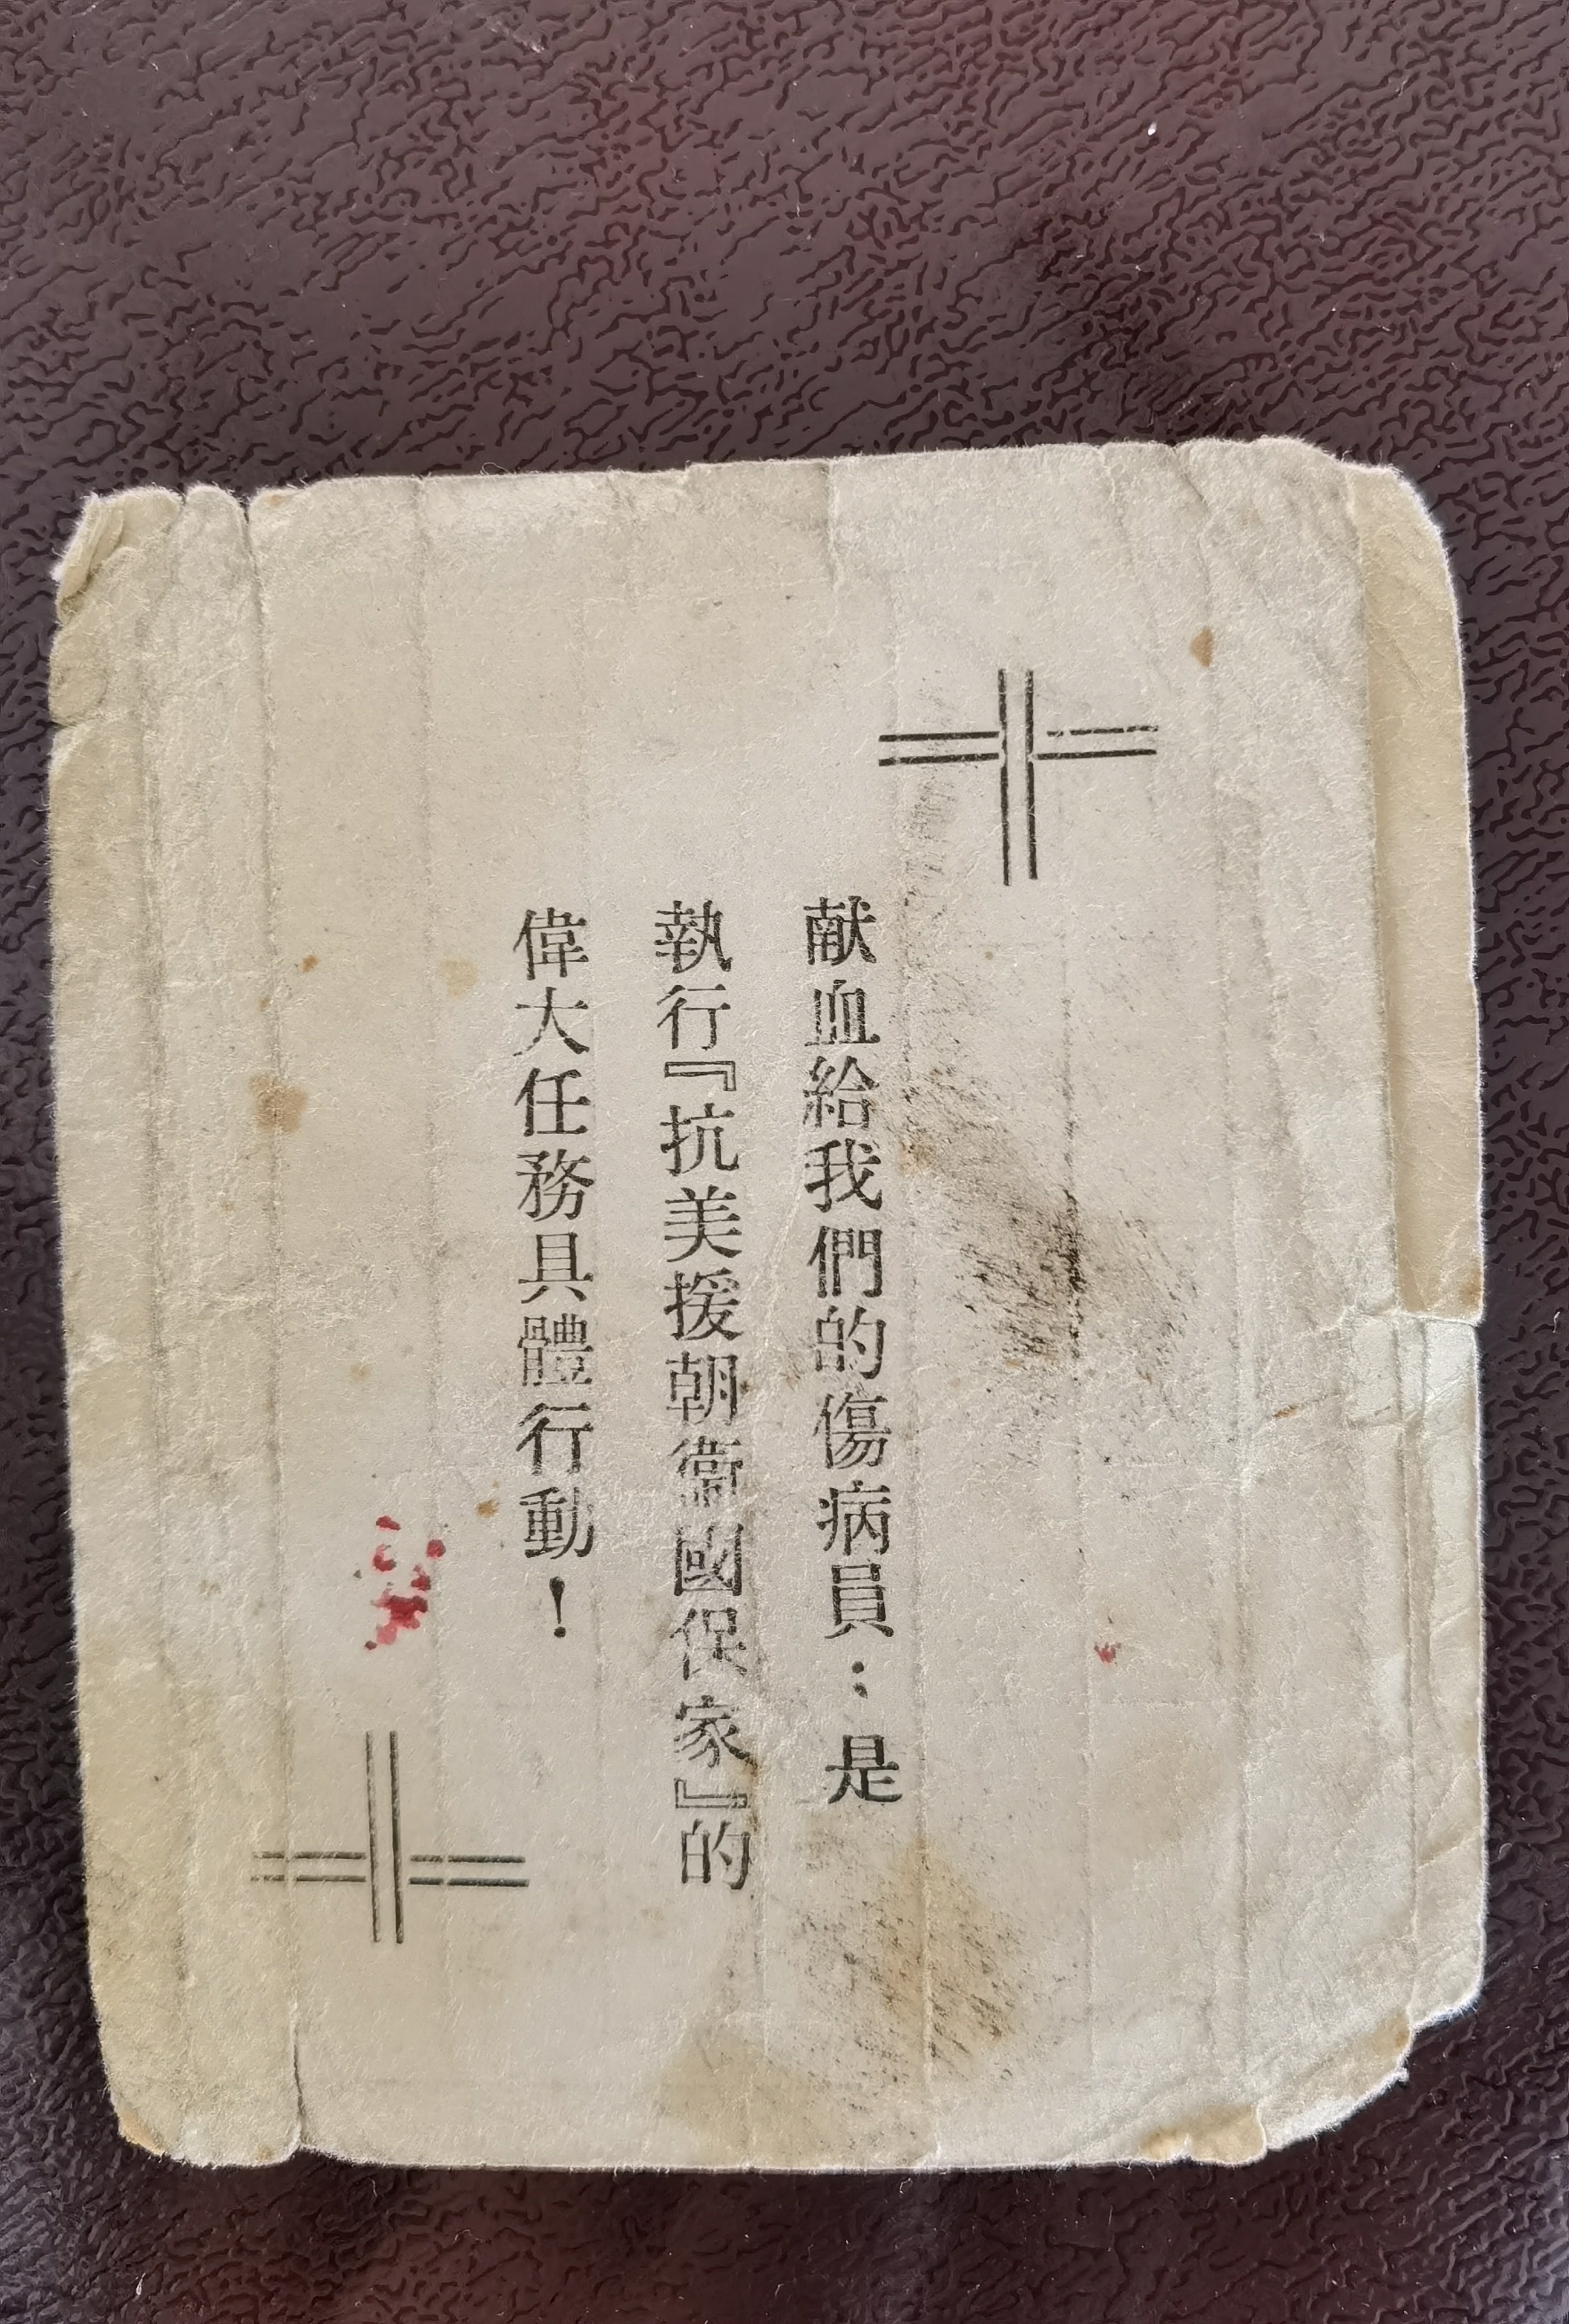 献血給我們的傷病員：是
執行『抗美援朝衛國保家』的
偉大任務具體行動！